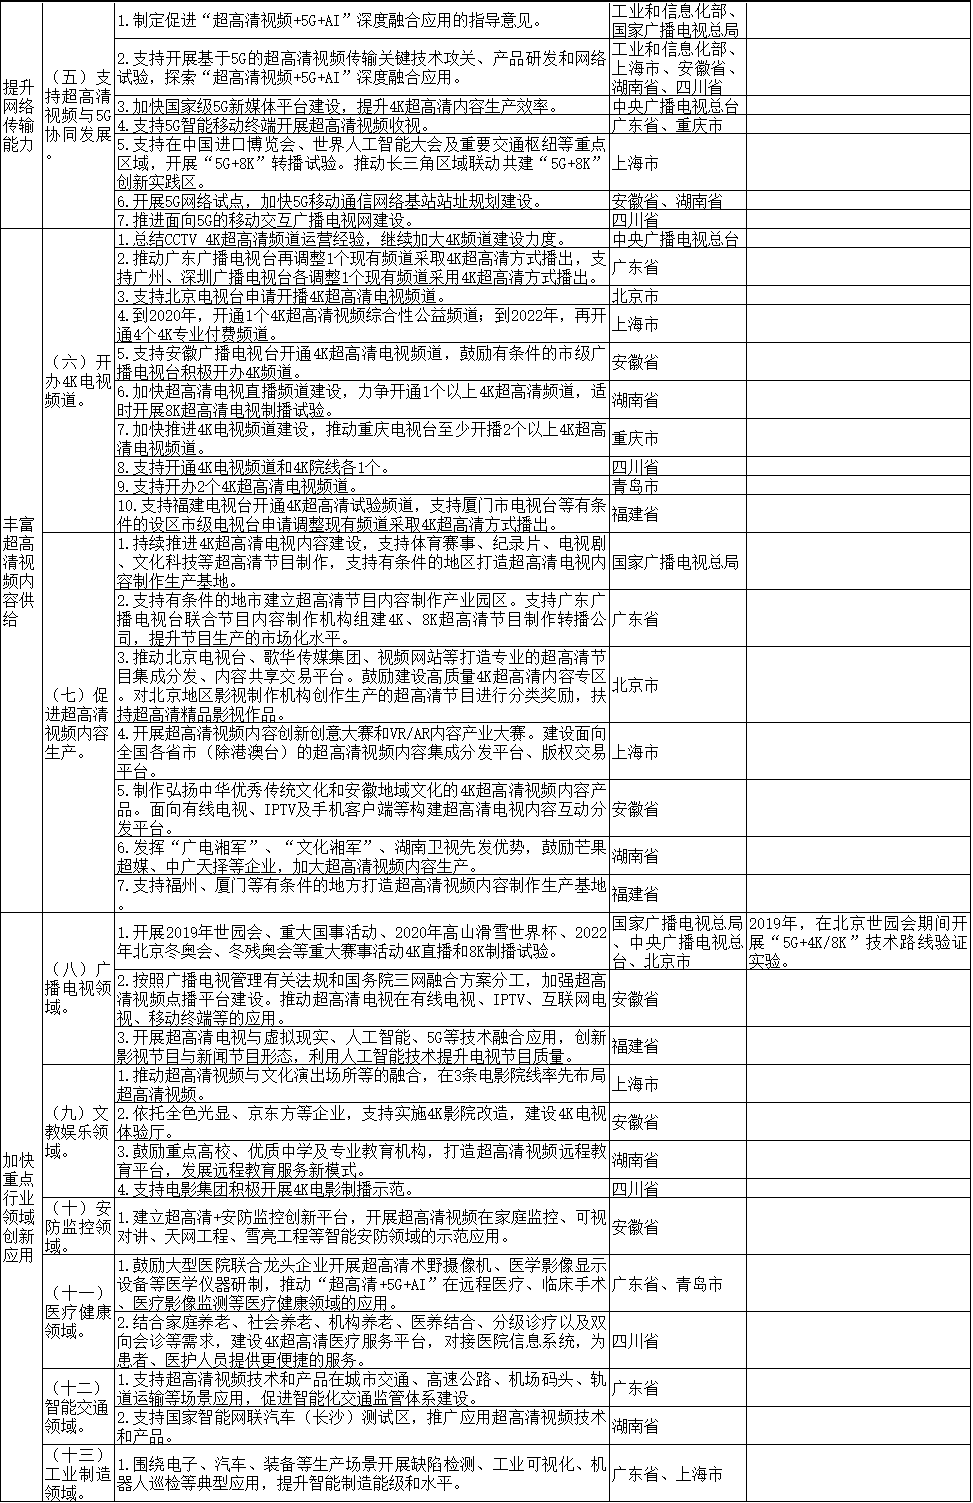 提升
网络
传输
能力
（五）支
持超高清
视频与5G
协同发展
。
1.制定促进“超高清视频+5G+AI”深度融合应用的指导意见。
工业和信息化部、
国家广播电视总局
2.支持开展基于5G的超高清视频传输关键技术攻关、产品研发和网络
试验，探索“超高清视频+5G+AI”深度融合应用。
工业和信息化部、
上海市、安徽省、
湖南省、四川省
3.加快国家级5G新媒体平台建设，提升4K超高清内容生产效率。
中央广播电视总台
4.支持5G智能移动终端开展超高清视频收视。
广东省、重庆市
5.支持在中国进口博览会、世界人工智能大会及重要交通枢纽等重点
区域，开展“5G+8K”转播试验。推动长三角区域联动共建“5G+8K”
创新实践区。
上海市
6.开展5G网络试点，加快5G移动通信网络基站站址规划建设。
安徽省、湖南省
7.推进面向5G的移动交互广播电视网建设。
四川省
丰富
超高
清视
频内
容供
给
（六）开
办4K电视
频道。
1.总结CCTV 4K超高清频道运营经验，继续加大4K频道建设力度。
中央广播电视总台
2.推动广东广播电视台再调整1个现有频道采取4K超高清方式播出，支
持广州、深圳广播电视台各调整1个现有频道采用4K超高清方式播出。
广东省
3.支持北京电视台申请开播4K超高清电视频道。
北京市
4.到2020年，开通1个4K超高清视频综合性公益频道；到2022年，再开
通4个4K专业付费频道。
上海市
5.支持安徽广播电视台开通4K超高清电视频道，鼓励有条件的市级广
播电视台积极开办4K频道。
安徽省
6.加快超高清电视直播频道建设，力争开通1个以上4K超高清频道，适
时开展8K超高清电视制播试验。
湖南省
7.加快推进4K电视频道建设，推动重庆电视台至少开播2个以上4K超高
清电视频道。
重庆市
8.支持开通4K电视频道和4K院线各1个。
四川省
9.支持开办2个4K超高清电视频道。
青岛市
10.支持福建电视台开通4K超高清试验频道，支持厦门市电视台等有条
件的设区市级电视台申请调整现有频道采取4K超高清方式播出。
福建省
（七）促
进超高清
视频内容
生产。
1.持续推进4K超高清电视内容建设，支持体育赛事、纪录片、电视剧
、文化科技等超高清节目制作，支持有条件的地区打造超高清电视内
容制作生产基地。
国家广播电视总局
2.支持有条件的地市建立超高清节目内容制作产业园区。支持广东广
播电视台联合节目内容制作机构组建4K、8K超高清节目制作转播公
司，提升节目生产的市场化水平。
广东省
3.推动北京电视台、歌华传媒集团、视频网站等打造专业的超高清节
目集成分发、内容共享交易平台。鼓励建设高质量4K超高清内容专区
。对北京地区影视制作机构创作生产的超高清节目进行分类奖励，扶
持超高清精品影视作品。
北京市
4.开展超高清视频内容创新创意大赛和VR/AR内容产业大赛。建设面向
全国各省市（除港澳台）的超高清视频内容集成分发平台、版权交易
平台。
上海市
5.制作弘扬中华优秀传统文化和安徽地域文化的4K超高清视频内容产
品。面向有线电视、IPTV及手机客户端等构建超高清电视内容互动分
发平台。
安徽省
6.发挥“广电湘军”、“文化湘军”、湖南卫视先发优势，鼓励芒果
超媒、中广天择等企业，加大超高清视频内容生产。
湖南省
7.支持福州、厦门等有条件的地方打造超高清视频内容制作生产基地
。
福建省
加快
重点
行业
领域
创新
应用
（八）广
播电视领
域。
1.开展2019年世园会、重大国事活动、2020年高山滑雪世界杯、2022
年北京冬奥会、冬残奥会等重大赛事活动4K直播和8K制播试验。
国家广播电视总局
、中央广播电视总
台、北京市
2019年，在北京世园会期间开
展“5G+4K/8K”技术路线验证
实验。
2.按照广播电视管理有关法规和国务院三网融合方案分工，加强超高
清视频点播平台建设。推动超高清电视在有线电视、IPTV、互联网电
视、移动终端等的应用。
安徽省
3.开展超高清电视与虚拟现实、人工智能、5G等技术融合应用，创新
影视节目与新闻节目形态，利用人工智能技术提升电视节目质量。
福建省
（九）文
教娱乐领
域。
1.推动超高清视频与文化演出场所等的融合，在3条电影院线率先布局
超高清视频。
上海市
2.依托全色光显、京东方等企业，支持实施4K影院改造，建设4K电视
体验厅。
安徽省
3.鼓励重点高校、优质中学及专业教育机构，打造超高清视频远程教
育平台，发展远程教育服务新模式。
湖南省
4.支持电影集团积极开展4K电影制播示范。
四川省
（十）安
防监控领
域。
1.建立超高清+安防监控创新平台，开展超高清视频在家庭监控、可视
对讲、天网工程、雪亮工程等智能安防领域的示范应用。
安徽省
（十一）
医疗健康
领域。
1.鼓励大型医院联合龙头企业开展超高清术野摄像机、医学影像显示
设备等医学仪器研制，推动“超高清+5G+AI”在远程医疗、临床手术
、医疗影像监测等医疗健康领域的应用。
广东省、青岛市
2.结合家庭养老、社会养老、机构养老、医养结合、分级诊疗以及双
向会诊等需求，建设4K超高清医疗服务平台，对接医院信息系统，为
患者、医护人员提供更便捷的服务。
四川省
（十二）
智能交通
领域。
1.支持超高清视频技术和产品在城市交通、高速公路、机场码头、轨
道运输等场景应用，促进智能化交通监管体系建设。
广东省
2.支持国家智能网联汽车（长沙）测试区，推广应用超高清视频技术
和产品。
湖南省
（十三）
工业制造
领域。
1.围绕电子、汽车、装备等生产场景开展缺陷检测、工业可视化、机
器人巡检等典型应用，提升智能制造能级和水平。
广东省、上海市